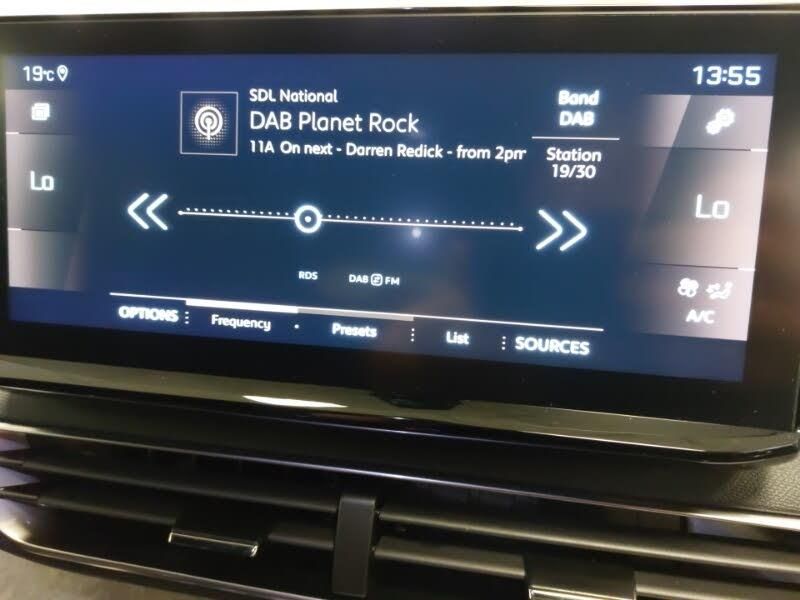 19°C
13:55
SDL National
DAB Planet Rock
11A On next - Darren Redick - from 2pm
Band
DAB
Station
19/30
Lo
Lo
RDS
DAB FM
A/C
OPTIONS
Frequency
Presets
List
SOURCES